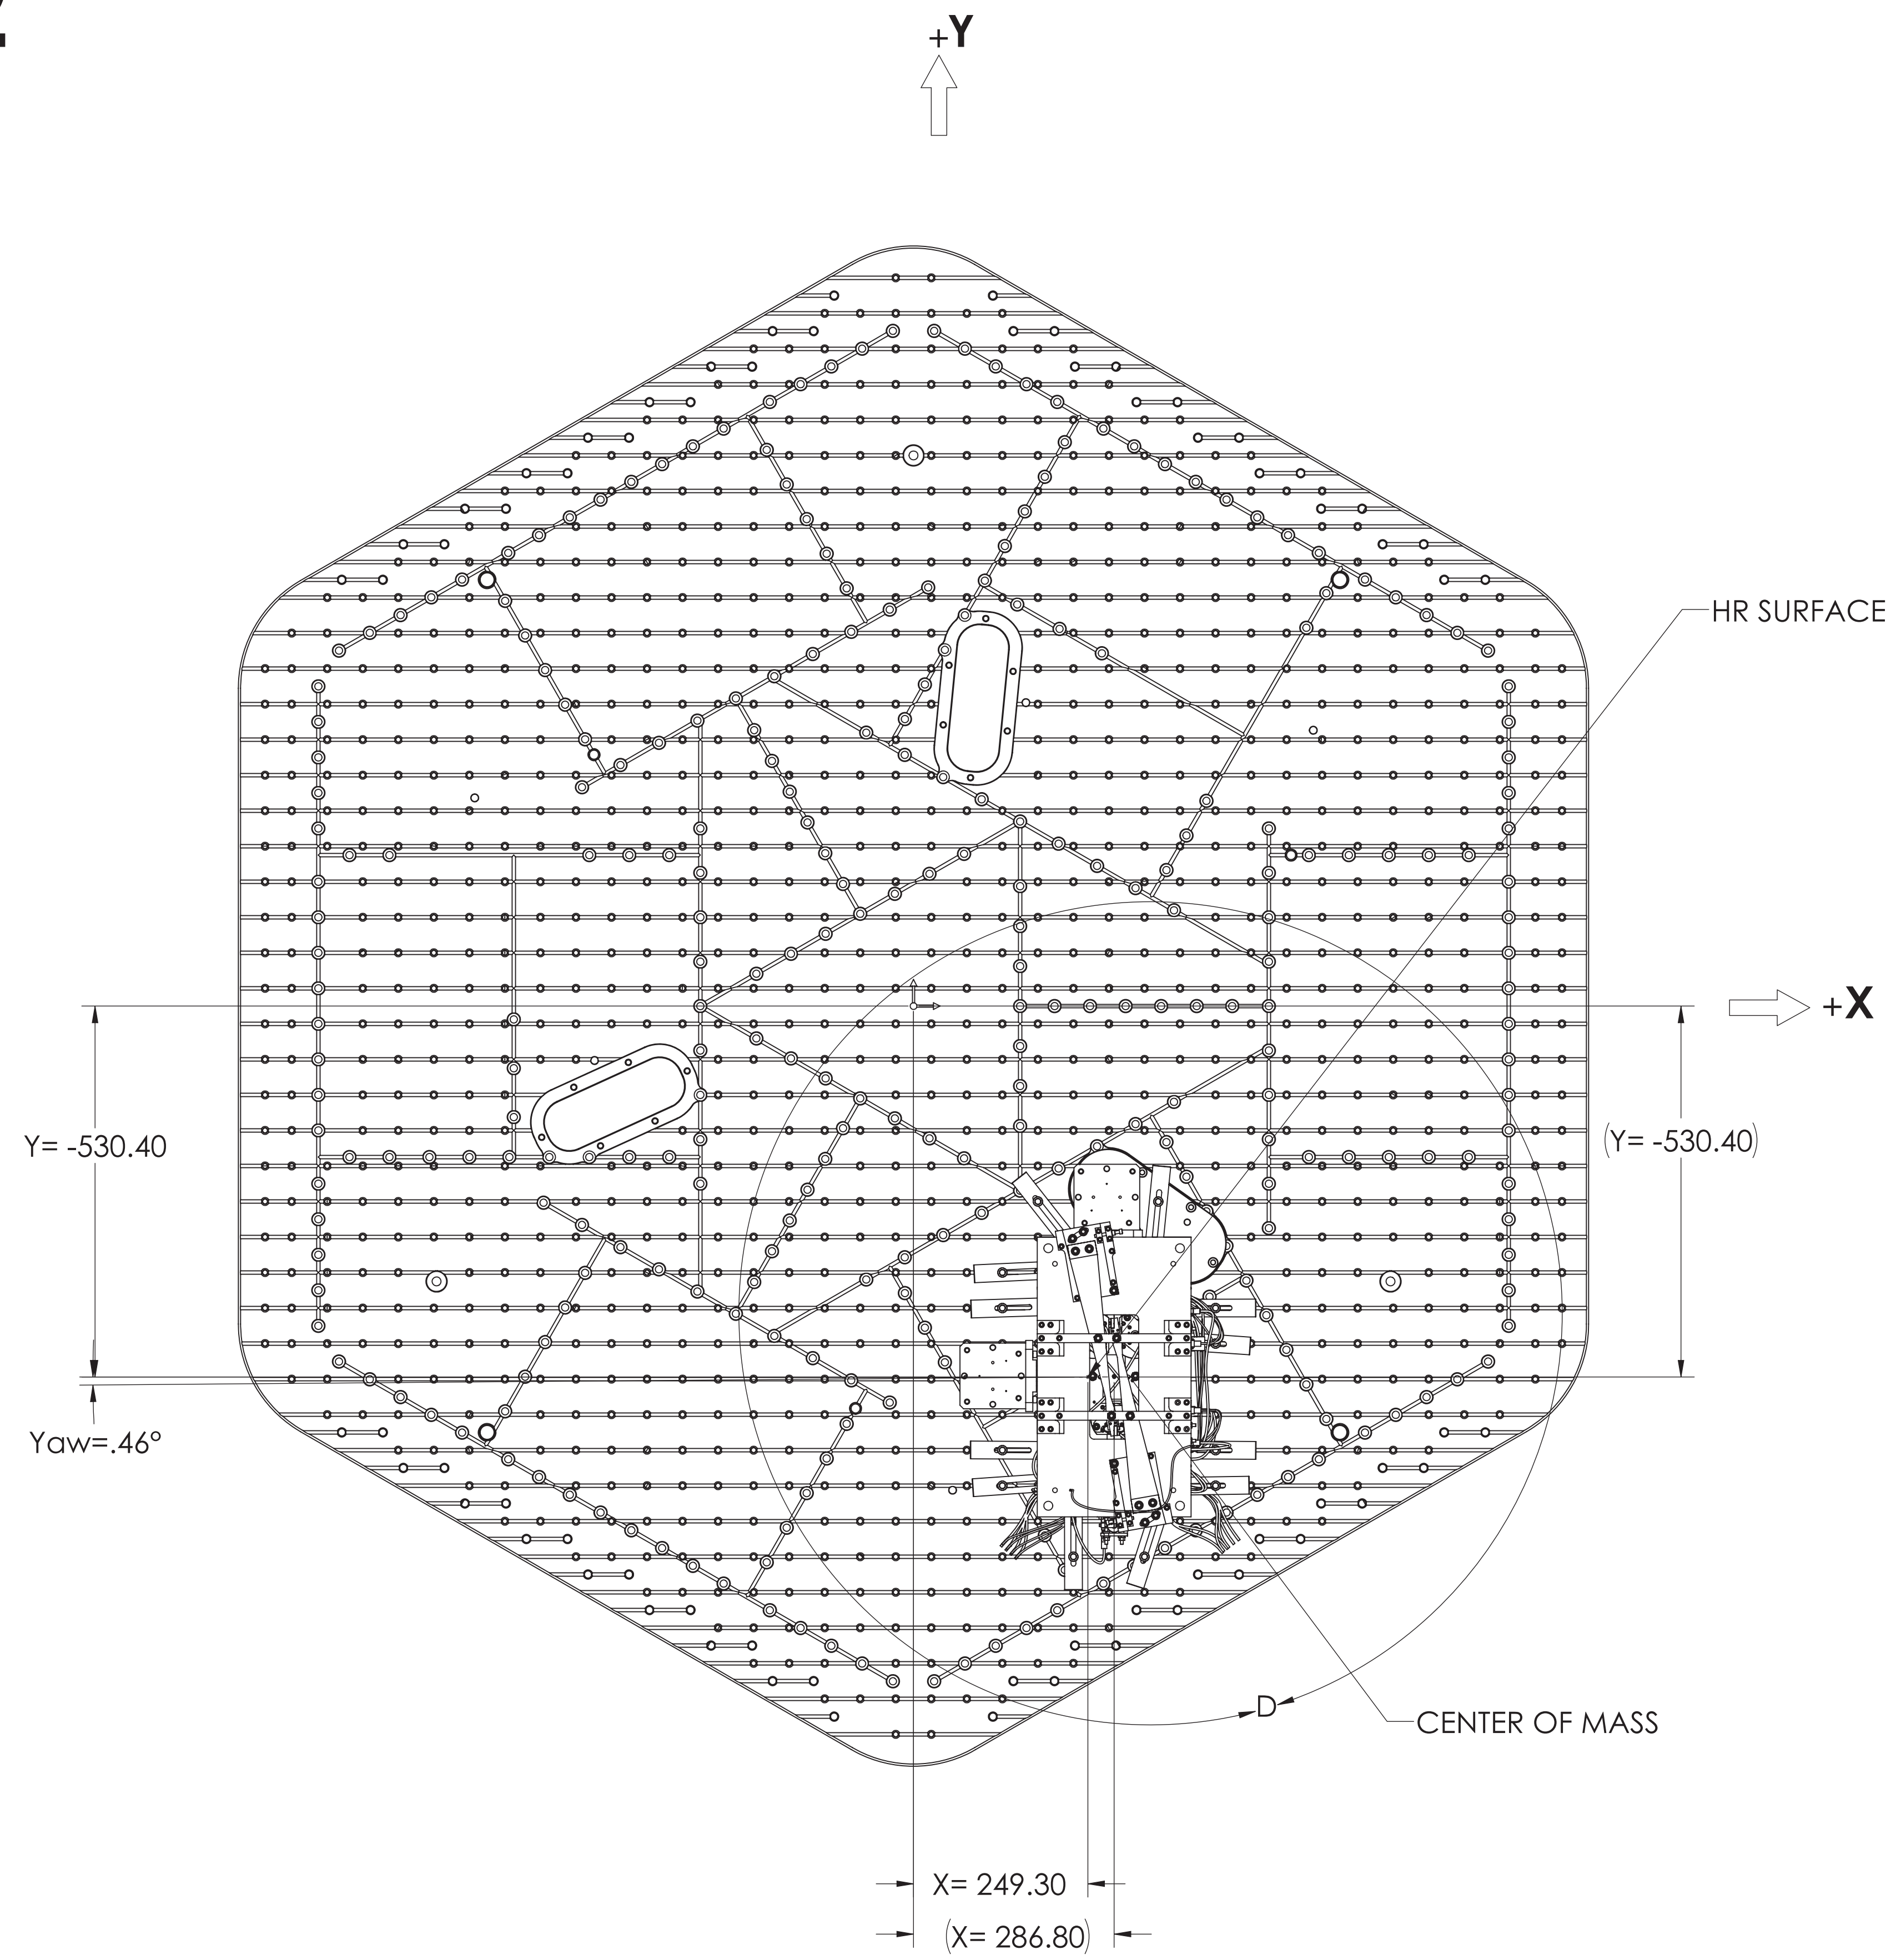 +Y
HR SURFACE
+X
Y= -530.40
(Y= -530.40)
Yaw=.46°
D
CENTER OF MASS
X= 249.30
(X= 286.80)